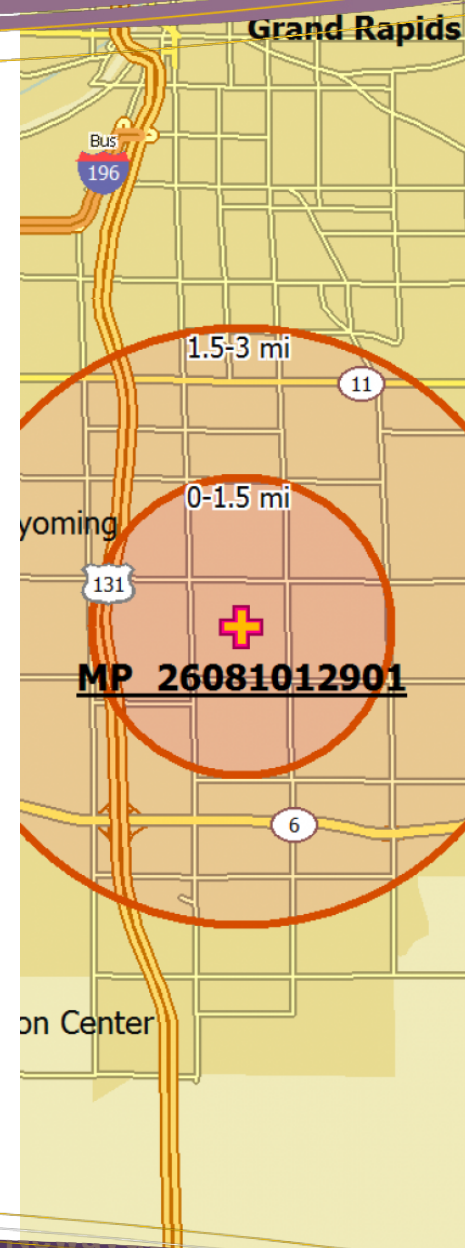 Grand Rapids
Bus
196
1.5-3 mi
11
0-1.5 mi
yoming
131
MP 26081012901
6
on Center